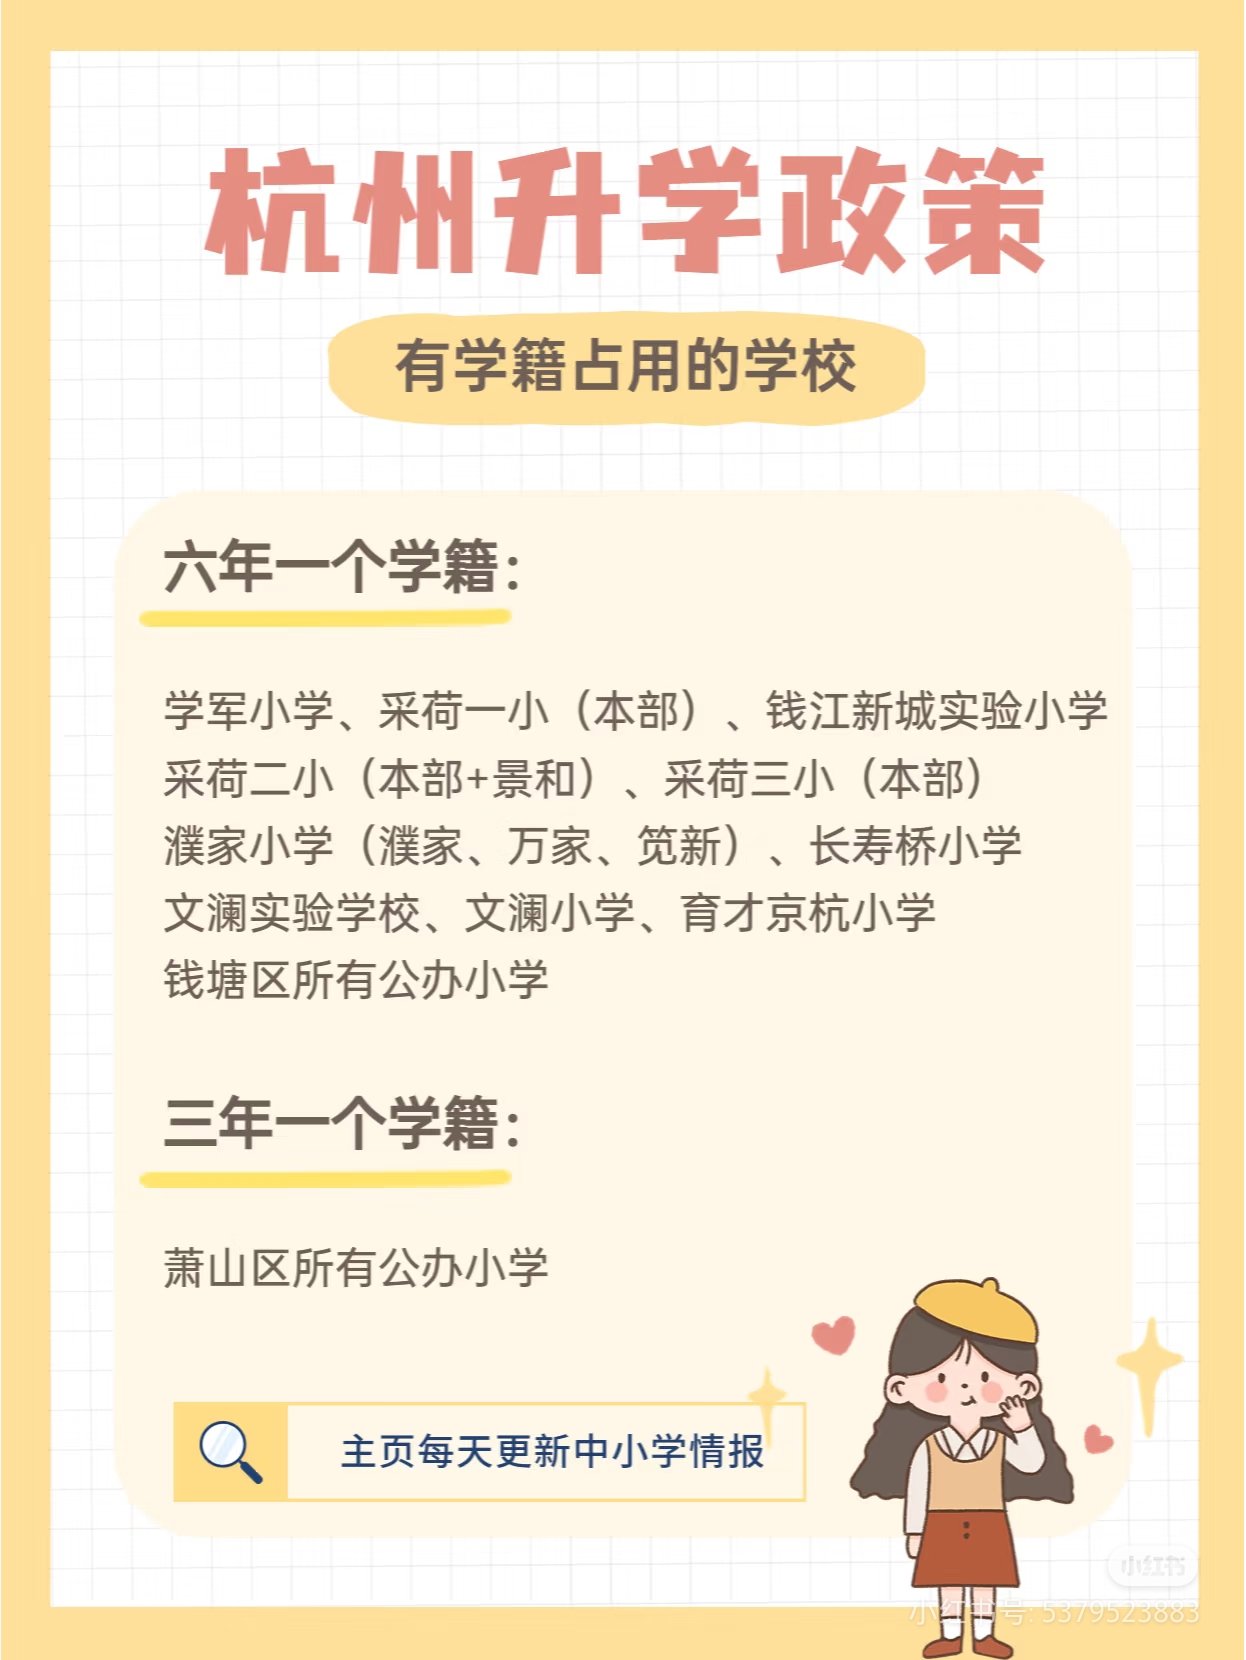 杭州升学政策
有学籍占用的学校
六年一个学籍：
学军小学、采荷一小（本部）、钱江新城实验小学
采荷二小（本部+景和）、采荷三小（本部）
濮家小学（濮家、万家、笕新）、长寿桥小学
文澜实验学校、文澜小学、育才京杭小学
钱塘区所有公办小学
三年一个学籍：
萧山区所有公办小学
主页每天更新中小学情报
小红书
小红书号: 5379523883